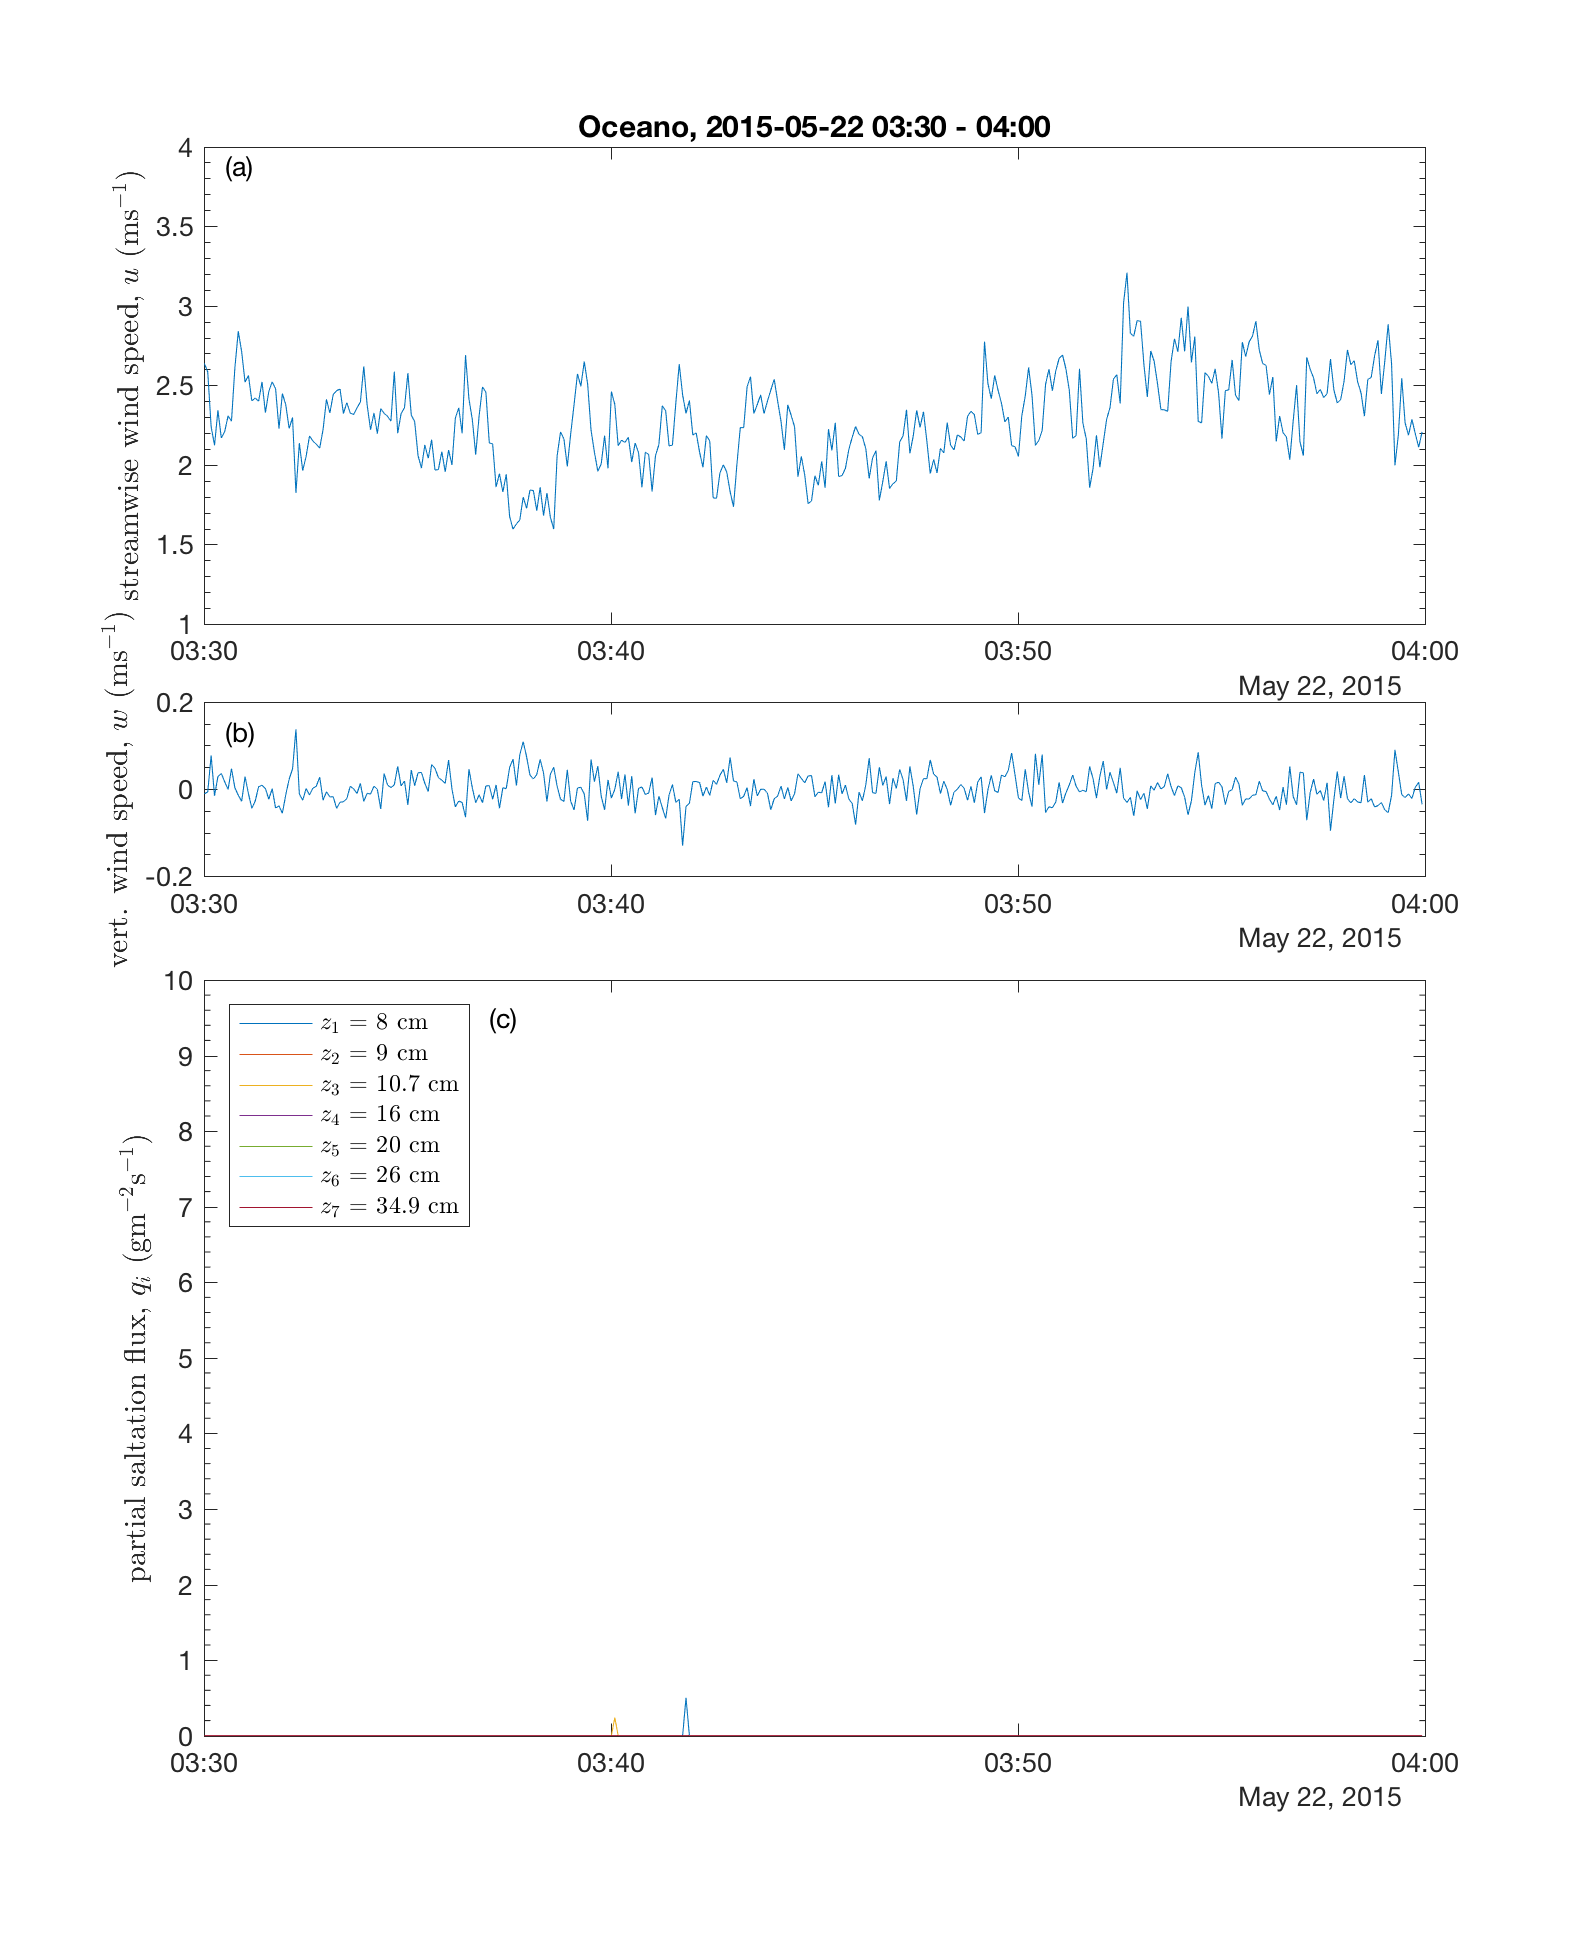 Oceano, 2015-05-22 03:30 - 04:00
(a)
streamwise wind speed, u (ms⁻¹)
4
3.5
3
2.5
2
1.5
1
03:30 03:40 03:50 04:00
May 22, 2015
(b)
vert. wind speed, w (ms⁻¹)
0.2
0
-0.2
03:30 03:40 03:50 04:00
May 22, 2015
(c)
partial saltation flux, qᵢ (gm⁻²s⁻¹)
10
9
8
7
6
5
4
3
2
1
0
z₁ = 8 cm
z₂ = 9 cm
z₃ = 10.7 cm
z₄ = 16 cm
z₅ = 20 cm
z₆ = 26 cm
z₇ = 34.9 cm
03:30 03:40 03:50 04:00
May 22, 2015